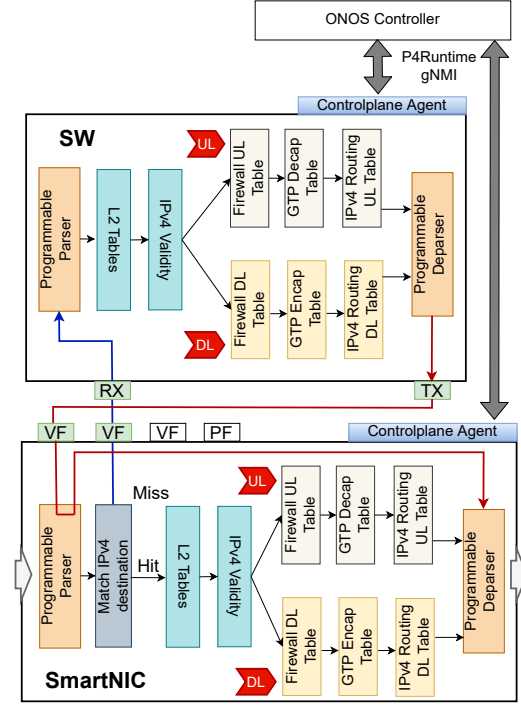 ONOS Controller
P4Runtime
gNMI
Controlplane Agent
SW
UL
Programmable
Parser
L2 Tables
IPv4 Validity
Firewall UL
Table
GTP Decap
Table
IPv4 Routing
UL Table
Programmable
Deparser
DL
Firewall DL
Table
GTP Encap
Table
IPv4 Routing
DL Table
RX
TX
VF
VF
VF
PF
Controlplane Agent
UL
Miss
Hit
Programmable
Parser
Match IPv4
destination
L2 Tables
IPv4 Validity
Firewall UL
Table
GTP Decap
Table
IPv4 Routing
UL Table
Programmable
Deparser
DL
Firewall DL
Table
GTP Encap
Table
IPv4 Routing
DL Table
SmartNIC